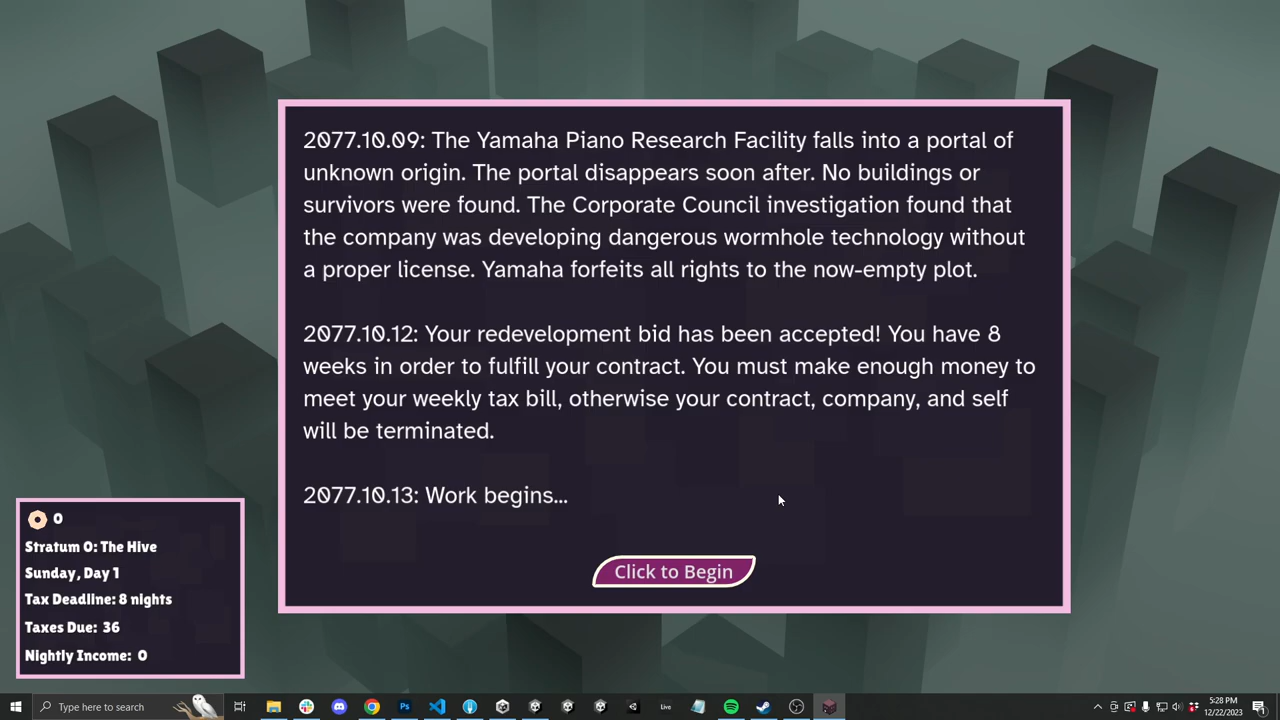 2077.10.09: The Yamaha Piano Research Facility falls into a portal of
unknown origin. The portal disappears soon after. No buildings or
survivors were found. The Corporate Council investigation found that
the company was developing dangerous wormhole technology without
a proper license. Yamaha forfeits all rights to the now-empty plot.
2077.10.12: Your redevelopment bid has been accepted! You have 8
weeks in order to fulfill your contract. You must make enough money to
meet your weekly tax bill, otherwise your contract, company, and self
will be terminated.
2077.10.13: Work begins...
Click to Begin
0
Stratum 0: The Hive
Sunday, Day 1
Tax Deadline: 8 nights
Taxes Due: 36
Nightly Income: 0
Type here to search
Live
5:28 PM
12/22/2023